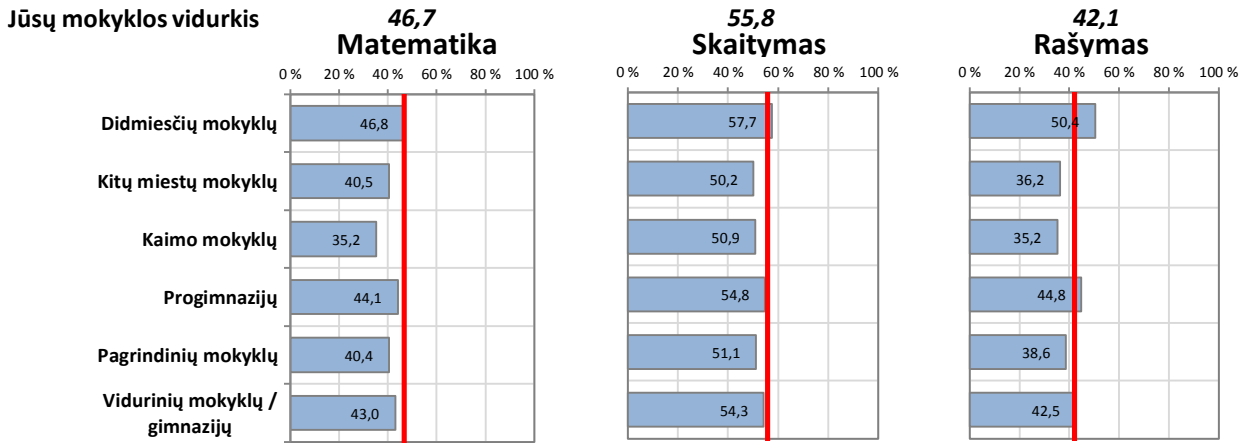 Jūsų mokyklos vidurkis 46,7 55,8 42,1
Matematika Skaitymas Rašymas
0 % 20 % 40 % 60 % 80 % 100 % 0 % 20 % 40 % 60 % 80 % 100 % 0 % 20 % 40 % 60 % 80 % 100 %
Didmiesčių mokyklų 46,8 57,7 50,4
Kitų miestų mokyklų 40,5 50,2 36,2
Kaimo mokyklų 35,2 50,9 35,2
Progimnazijų 44,1 54,8 44,8
Pagrindinių mokyklų 40,4 51,1 38,6
Vidurinių mokyklų /
gimnazijų 43,0 54,3 42,5